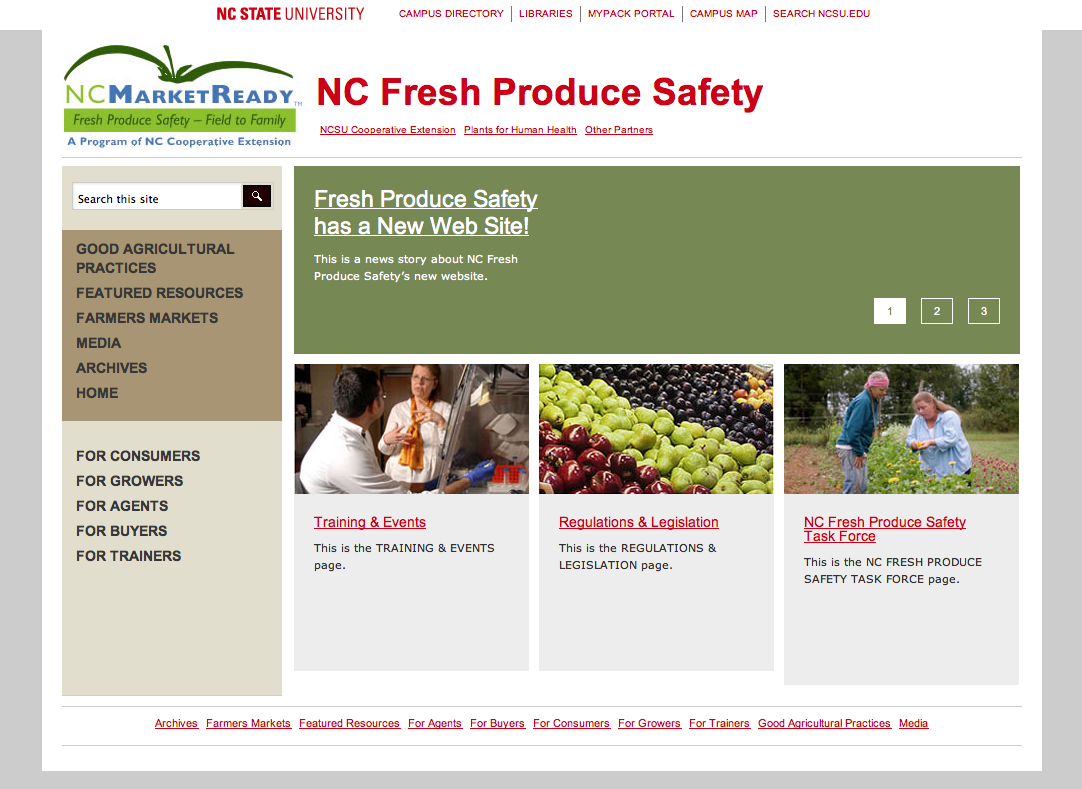 NC STATE UNIVERSITY
CAMPUS DIRECTORY LIBRARIES MYPACK PORTAL CAMPUS MAP SEARCH NCSU.EDU
NCMARKETREADY™
Fresh Produce Safety – Field to Family
A Program of NC Cooperative Extension
NC Fresh Produce Safety
NCSU Cooperative Extension Plants for Human Health Other Partners
Search this site
GOOD AGRICULTURAL
PRACTICES
FEATURED RESOURCES
FARMERS MARKETS
MEDIA
ARCHIVES
HOME
FOR CONSUMERS
FOR GROWERS
FOR AGENTS
FOR BUYERS
FOR TRAINERS
Fresh Produce Safety
has a New Web Site!
This is a news story about NC Fresh
Produce Safety’s new website.
1 2 3
Training & Events
This is the TRAINING & EVENTS
page.
Regulations & Legislation
This is the REGULATIONS &
LEGISLATION page.
NC Fresh Produce Safety
Task Force
This is the NC FRESH PRODUCE
SAFETY TASK FORCE page.
Archives Farmers Markets Featured Resources For Agents For Buyers For Consumers For Growers For Trainers Good Agricultural Practices Media